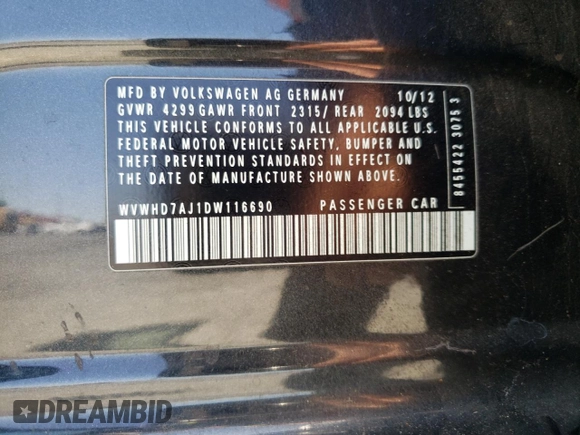 MFD BY VOLKSWAGEN AG GERMANY 10/12
GVWR 4299 GAWR FRONT 2315/ REAR 2094 LBS
THIS VEHICLE CONFORMS TO ALL APPLICABLE U.S.
FEDERAL MOTOR VEHICLE SAFETY, BUMPER AND
THEFT PREVENTION STANDARDS IN EFFECT ON
THE DATE OF MANUFACTURE SHOWN ABOVE.
WVWHD7AJ1DW116690 PASSENGER CAR
8455422 3075 3
DREAMBID